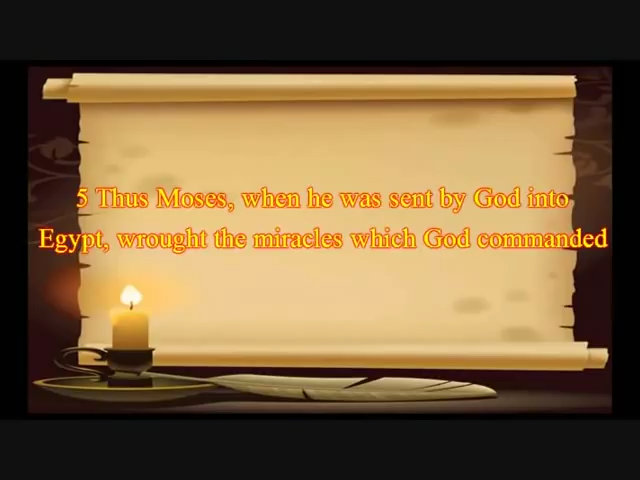 5 Thus Moses, when he was sent by God into
Egypt, wrought the miracles which God commanded